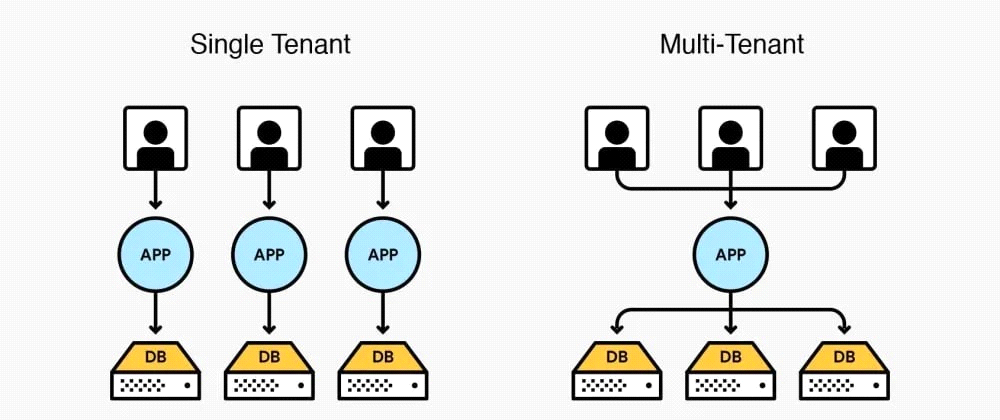 Single Tenant
Multi-Tenant
APP
APP
APP
APP
DB
DB
DB
DB
DB
DB